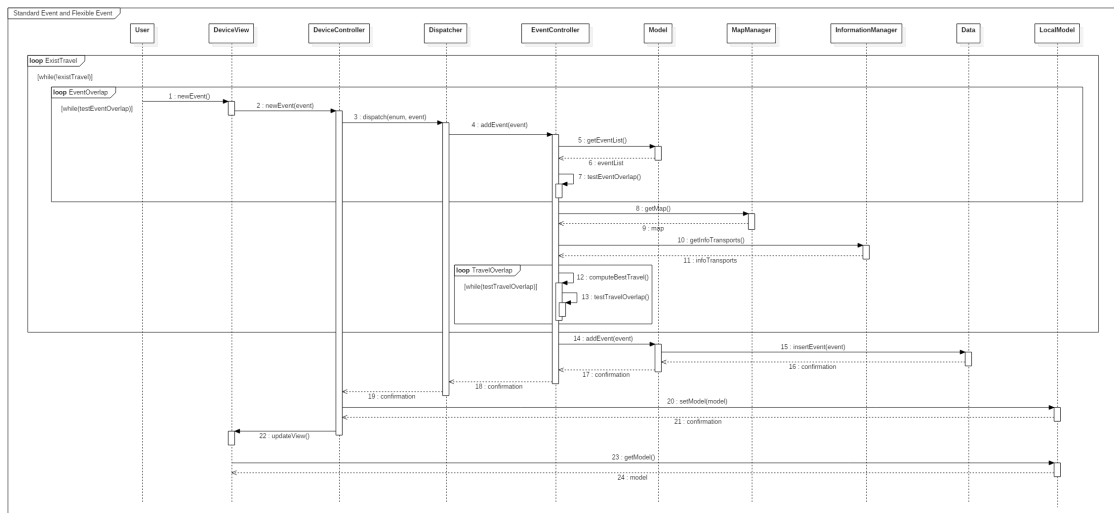 Standard Event and Flexible Event
User
DeviceView
DeviceController
Dispatcher
EventController
Model
MapManager
InformationManager
Data
LocalModel
loop ExistTravel
[while(!existTravel)]
loop EventOverlap
[while(testEventOverlap)]
1 : newEvent()
2 : newEvent(event)
3 : dispatch(enum, event)
4 : addEvent(event)
5 : getEventList()
6 : eventList
7 : testEventOverlap()
8 : getMap()
9 : map
10 : getInfoTransports()
11 : infoTransports
loop TravelOverlap
[while(testTravelOverlap)]
12 : computeBestTravel()
13 : testTravelOverlap()
14 : addEvent(event)
15 : insertEvent(event)
16 : confirmation
17 : confirmation
18 : confirmation
19 : confirmation
20 : setModel(model)
21 : confirmation
22 : updateView()
23 : getModel()
24 : model